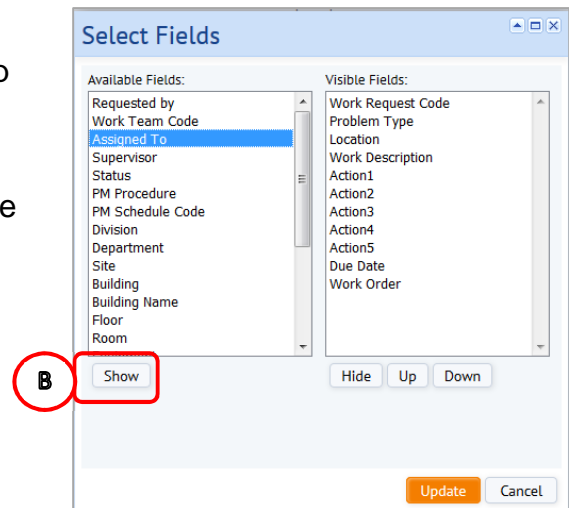 Select Fields
o
e
Available Fields:
Requested by
Work Team Code
Assigned To
Supervisor
Status
PM Procedure
PM Schedule Code
Division
Department
Site
Building
Building Name
Floor
Room
Visible Fields:
Work Request Code
Problem Type
Location
Work Description
Action1
Action2
Action3
Action4
Action5
Due Date
Work Order
B
Show
Hide Up Down
Update Cancel